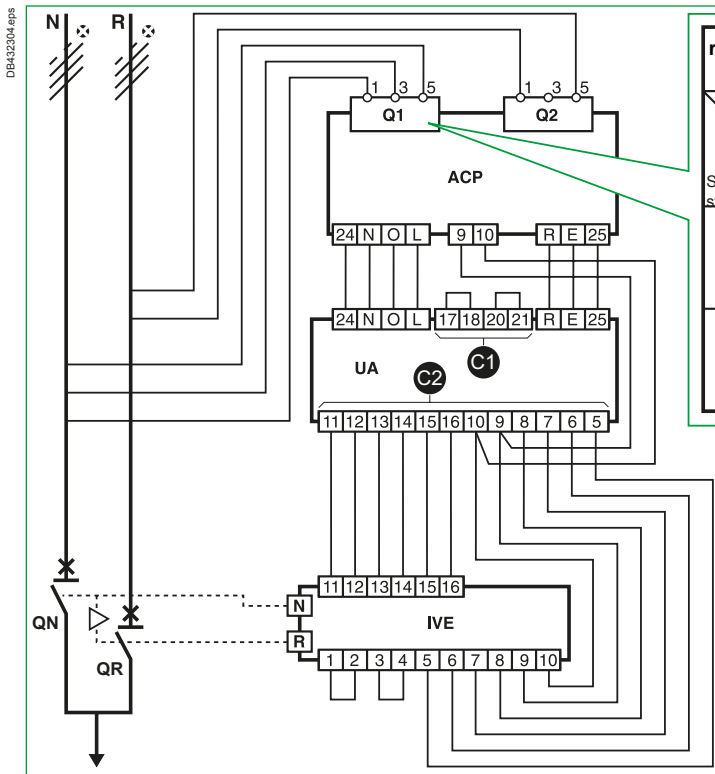 DB432304.eps
N R
1 3 5 1 3 5
Q1 Q2
ACP
24 N O L 9 10 R E 25
24 N O L 17 18 20 21 R E 25
UA C1
C2
11 12 13 14 15 16 10 9 8 7 6 5
11 12 13 14 15 16
N
QN IVE
R
QR
1 2 3 4 5 6 7 8 9 10